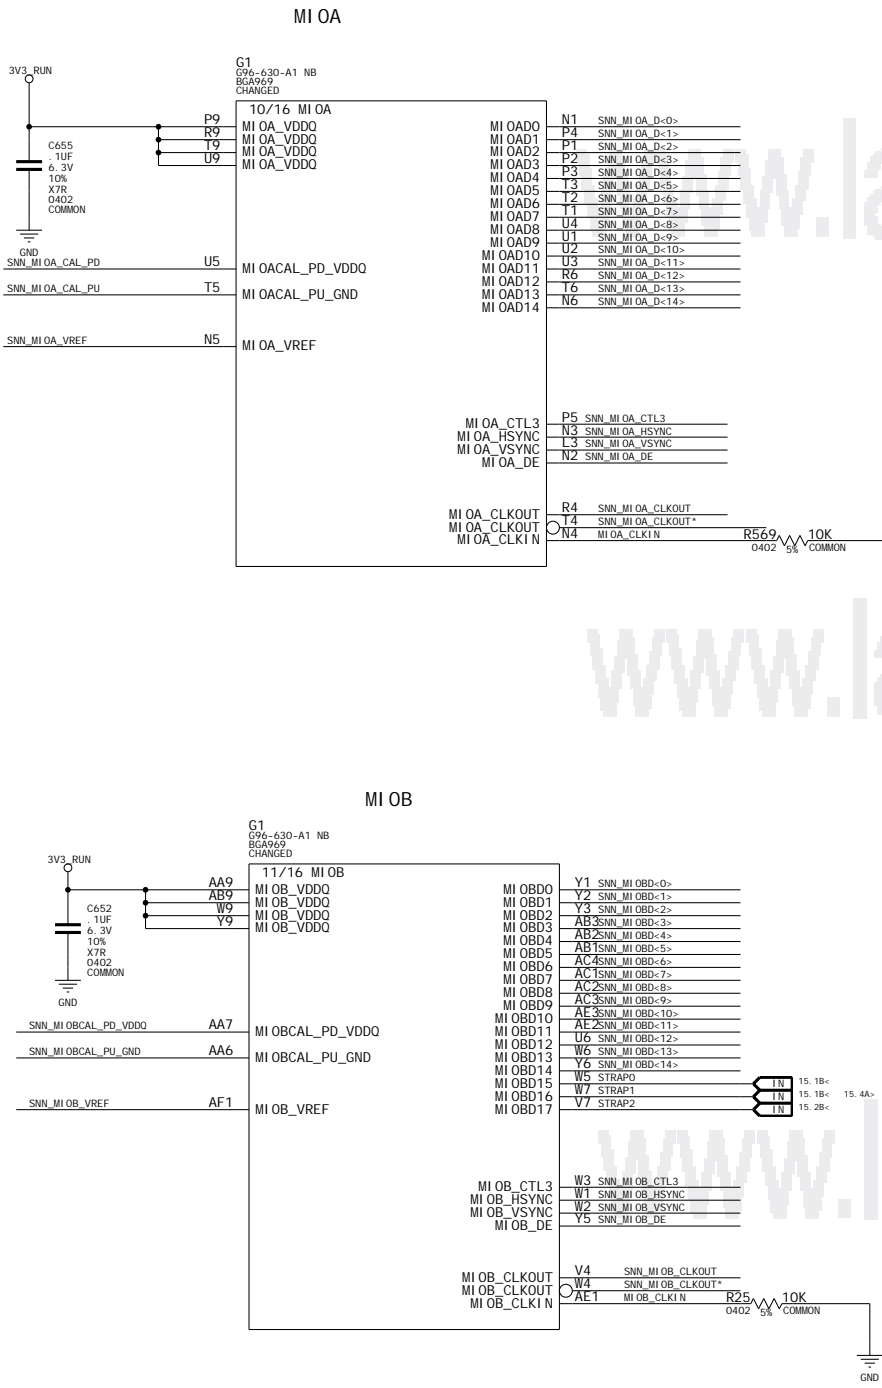 MIOA
G1
G96-630-A1 NB
BGA969
CHANGED
3V3_RUN
10/16 MIOA
P9 MIOA_VDDQ
R9 MIOA_VDDQ
T9 MIOA_VDDQ
U9 MIOA_VDDQ
C655
.1UF
6.3V
10%
X7R
0402
COMMON
GND
SNN_MIOA_CAL_PD U5 MIOACAL_PD_VDDQ
SNN_MIOA_CAL_PU T5 MIOACAL_PU_GND
SNN_MIOA_VREF N5 MIOA_VREF
MIOAD0 N1 SNN_MIOA_D<0>
MIOAD1 P4 SNN_MIOA_D<1>
MIOAD2 P1 SNN_MIOA_D<2>
MIOAD3 P2 SNN_MIOA_D<3>
MIOAD4 P3 SNN_MIOA_D<4>
MIOAD5 T3 SNN_MIOA_D<5>
MIOAD6 T2 SNN_MIOA_D<6>
MIOAD7 T1 SNN_MIOA_D<7>
MIOAD8 U4 SNN_MIOA_D<8>
MIOAD9 U1 SNN_MIOA_D<9>
MIOAD10 U2 SNN_MIOA_D<10>
MIOAD11 U3 SNN_MIOA_D<11>
MIOAD12 R6 SNN_MIOA_D<12>
MIOAD13 T6 SNN_MIOA_D<13>
MIOAD14 N6 SNN_MIOA_D<14>
MIOA_CTL3 P5 SNN_MIOA_CTL3
MIOA_HSYNC N3 SNN_MIOA_HSYNC
MIOA_VSYNC L3 SNN_MIOA_VSYNC
MIOA_DE N2 SNN_MIOA_DE
MIOA_CLKOUT R4 SNN_MIOA_CLKOUT
MIOA_CLKOUT T4 SNN_MIOA_CLKOUT*
MIOA_CLKIN N4 MIOA_CLKIN R569 10K
0402 5% COMMON
www.la
www.la
MIOB
G1
G96-630-A1 NB
BGA969
CHANGED
3V3_RUN
11/16 MIOB
AA9 MIOB_VDDQ
AB9 MIOB_VDDQ
W9 MIOB_VDDQ
Y9 MIOB_VDDQ
C652
.1UF
6.3V
10%
X7R
0402
COMMON
GND
SNN_MIOBCAL_PD_VDDQ AA7 MIOBCAL_PD_VDDQ
SNN_MIOBCAL_PU_GND AA6 MIOBCAL_PU_GND
SNN_MIOB_VREF AF1 MIOB_VREF
MIOBD0 Y1 SNN_MIOBD<0>
MIOBD1 Y2 SNN_MIOBD<1>
MIOBD2 Y3 SNN_MIOBD<2>
MIOBD3 AB3 SNN_MIOBD<3>
MIOBD4 AB2 SNN_MIOBD<4>
MIOBD5 AB1 SNN_MIOBD<5>
MIOBD6 AC4 SNN_MIOBD<6>
MIOBD7 AC1 SNN_MIOBD<7>
MIOBD8 AC2 SNN_MIOBD<8>
MIOBD9 AC3 SNN_MIOBD<9>
MIOBD10 AE3 SNN_MIOBD<10>
MIOBD11 AE2 SNN_MIOBD<11>
MIOBD12 U6 SNN_MIOBD<12>
MIOBD13 W6 SNN_MIOBD<13>
MIOBD14 Y6 SNN_MIOBD<14>
MIOBD15 W5 STRAP0 IN 15.1B<
MIOBD16 W7 STRAP1 IN 15.1B< 15.4A>
MIOBD17 V7 STRAP2 IN 15.2B<
www.l
MIOB_CTL3 W3 SNN_MIOB_CTL3
MIOB_HSYNC W1 SNN_MIOB_HSYNC
MIOB_VSYNC W2 SNN_MIOB_VSYNC
MIOB_DE Y5 SNN_MIOB_DE
MIOB_CLKOUT V4 SNN_MIOB_CLKOUT
MIOB_CLKOUT W4 SNN_MIOB_CLKOUT*
MIOB_CLKIN AE1 MIOB_CLKIN R25 10K
0402 5% COMMON
GND